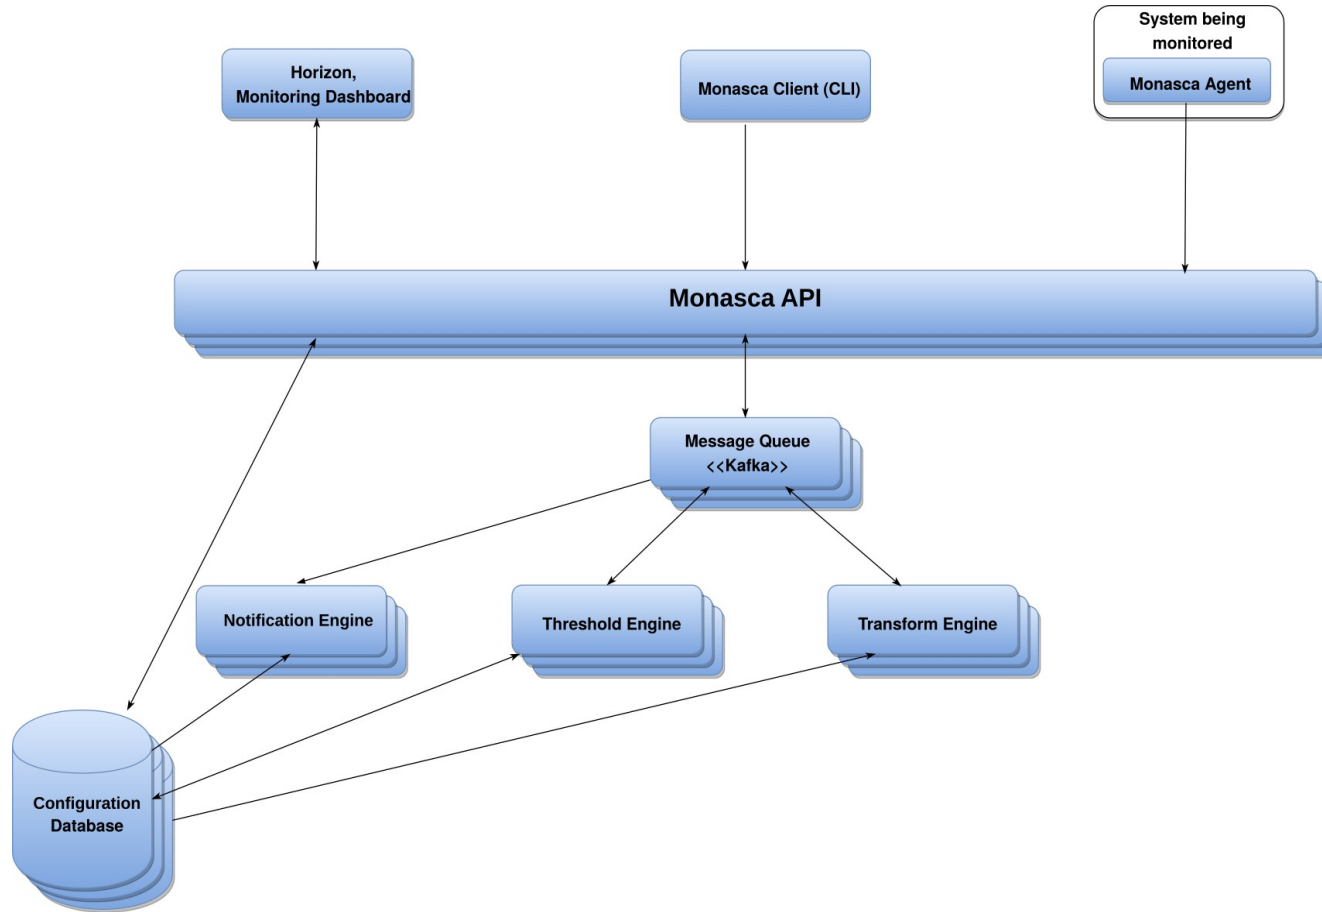 System being
monitored
Horizon,
Monitoring Dashboard
Monasca Client (CLI)
Monasca Agent
Monasca API
Message Queue
<<Kafka>>
Notification Engine
Threshold Engine
Transform Engine
Configuration
Database